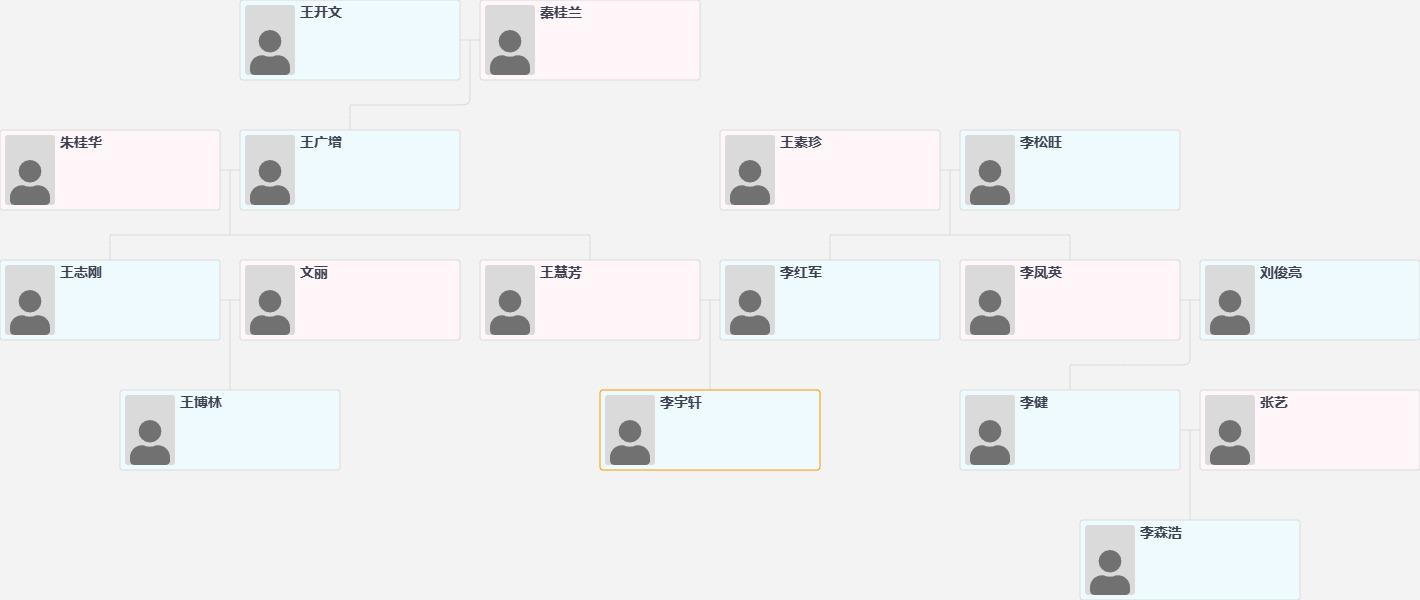 王开文
秦桂兰
朱桂华
王广增
王素珍
李松旺
王志刚
文丽
王慧芳
李红军
李凤英
刘俊亮
王博林
李宇轩
李健
张艺
李森浩